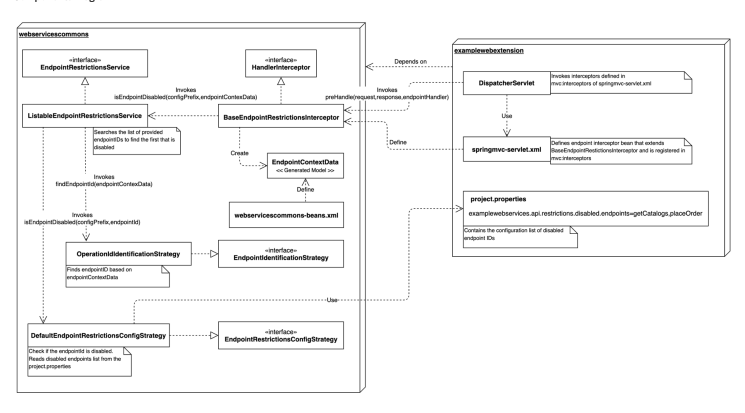 webservicescommons
«interface»
EndpointRestrictionsService
«interface»
HandlerInterceptor
Invokes
isEndpointDisabled(configPrefix,endpointContextData)
ListableEndpointRestrictionsService
BaseEndpointRestrictionsInterceptor
Searches the list of provided
endpointIDs to find the first that is
disabled
Create
EndpointContextData
<< Generated Model >>
Define
webservicescommons-beans.xml
Invokes
findEndpointId(endpointContextData)
Invokes
isEndpointDisabled(configPrefix,endpointId)
OperationIdIdentificationStrategy
Finds endpointID based on
endpointContextData
«interface»
EndpointIdentificationStrategy
DefaultEndpointRestrictionsConfigStrategy
Check if the endpointId is disabled.
Reads disabled endpoints list from the
project.properties
«interface»
EndpointRestrictionsConfigStrategy
Depends on
Invokes
preHandle(request,response,endpointHandler)
Define
Use
examplewebextension
DispatcherServlet
Invokes interceptors defined in
mvc.interceptors of springmvc-servlet.xml
Use
springmvc-servlet.xml
Defines endpoint interceptor bean that extends
BaseEndpointRestictionsInterceptor and is registered in
mvc.interceptors
project.properties
examplewebservices.api.restrictions.disabled.endpoints=getCatalogs,placeOrder
Contains the configuration list of disabled
endpoint IDs